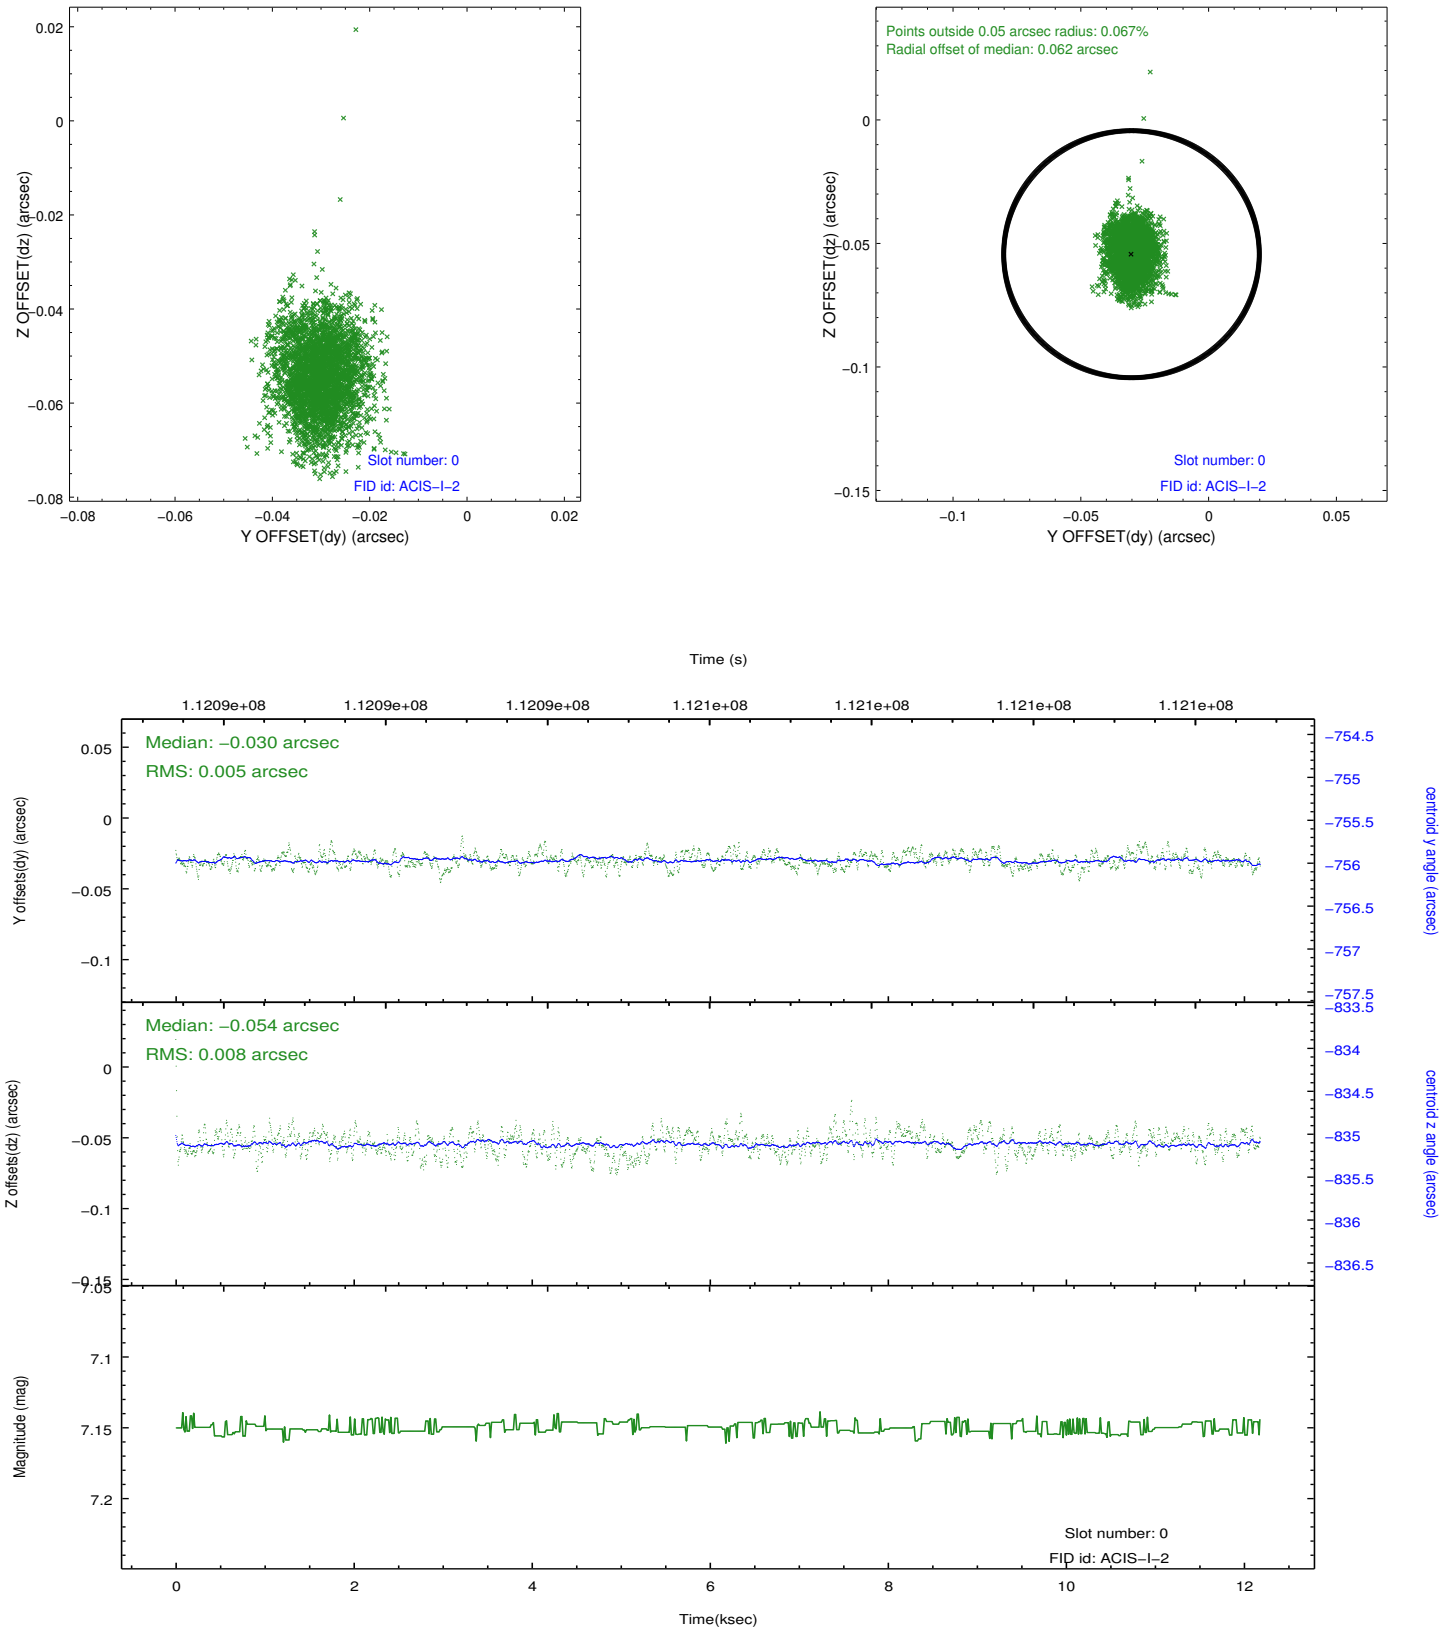 0.02
0
−0.02
−0.04
−0.06
−0.08
Z OFFSET(dz) (arcsec)
Slot number: 0
FID id: ACIS−I−2
−0.08
−0.06
−0.04
−0.02
0
0.02
Y OFFSET(dy) (arcsec)
Points outside 0.05 arcsec radius: 0.067%
Radial offset of median: 0.062 arcsec
0
−0.05
−0.1
−0.15
Z OFFSET(dz) (arcsec)
Slot number: 0
FID id: ACIS−I−2
−0.1
−0.05
0
0.05
Y OFFSET(dy) (arcsec)
Time (s)
1.1209e+08
1.1209e+08
1.1209e+08
1.121e+08
1.121e+08
1.121e+08
1.121e+08
Median: −0.030 arcsec
RMS: 0.005 arcsec
0.05
0
−0.05
−0.1
Y offsets(dy) (arcsec)
−754.5
−755
−755.5
−756
−756.5
−757
−757.5
centroid y angle (arcsec)
Median: −0.054 arcsec
RMS: 0.008 arcsec
0
−0.05
−0.1
−0.15
Z offsets(dz) (arcsec)
−833.5
−834
−834.5
−835
−835.5
−836
−836.5
centroid z angle (arcsec)
7.05
7.1
7.15
7.2
Magnitude (mag)
Slot number: 0
FID id: ACIS−I−2
0
2
4
6
8
10
12
Time(ksec)